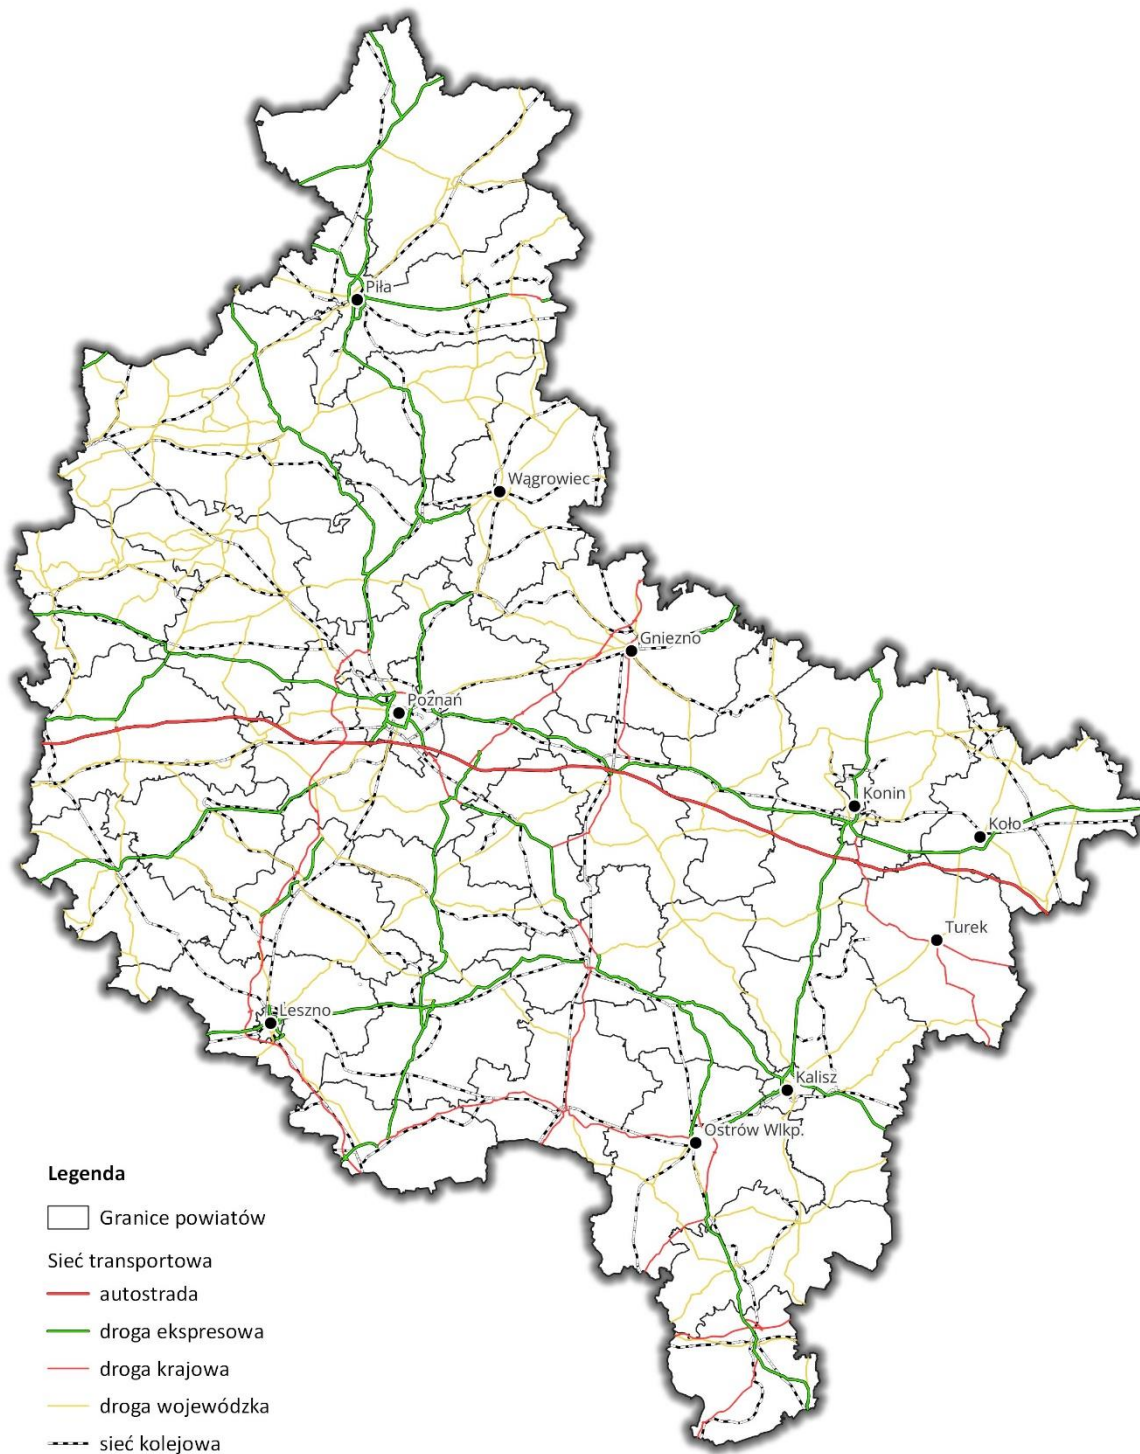 Piła
Wągrowiec
Gniezno
Poznań
Konin
Koło
Turek
Leszno
Kalisz
Ostrów Wlkp.
Legenda
Granice powiatów
Sieć transportowa
autostrada
droga ekspresowa
droga krajowa
droga wojewódzka
sieć kolejowa